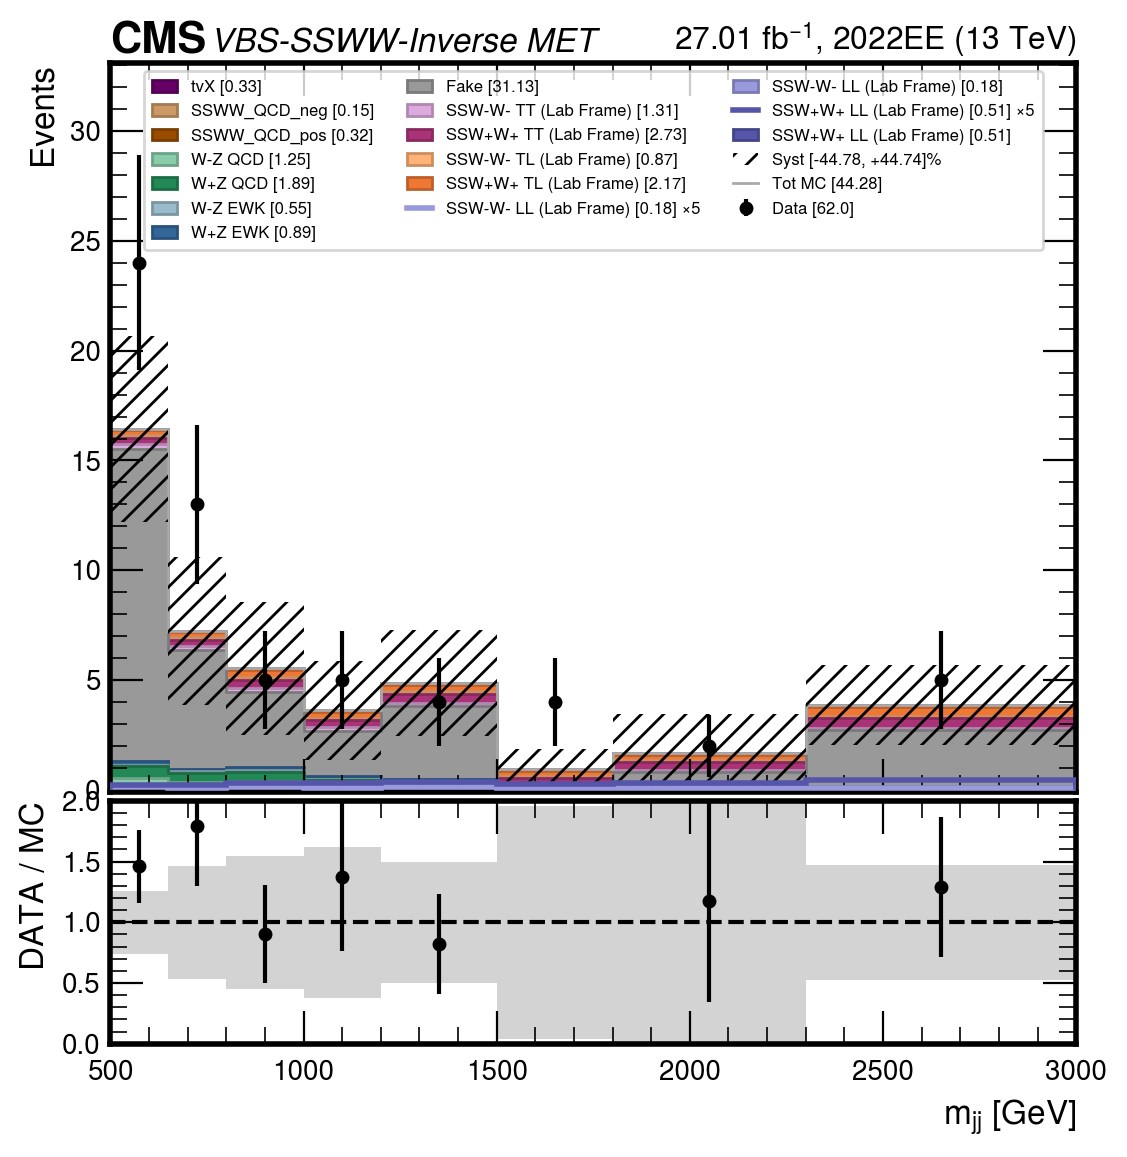 CMS VBS-SSWW-Inverse MET 27.01 fb⁻¹, 2022EE (13 TeV)
Events
tvX [0.33]
SSWW_QCD_neg [0.15]
SSWW_QCD_pos [0.32]
W-Z QCD [1.25]
W+Z QCD [1.89]
W-Z EWK [0.55]
W+Z EWK [0.89]
Fake [31.13]
SSW-W- TT (Lab Frame) [1.31]
SSW+W+ TT (Lab Frame) [2.73]
SSW-W- TL (Lab Frame) [0.87]
SSW+W+ TL (Lab Frame) [2.17]
SSW-W- LL (Lab Frame) [0.18] ×5
SSW-W- LL (Lab Frame) [0.18]
SSW+W+ LL (Lab Frame) [0.51] ×5
SSW+W+ LL (Lab Frame) [0.51]
Syst [-44.78, +44.74]%
Tot MC [44.28]
Data [62.0]
30
25
20
15
10
5
0
DATA / MC
2.0
1.5
1.0
0.5
0.0
500 1000 1500 2000 2500 3000
m_jj [GeV]